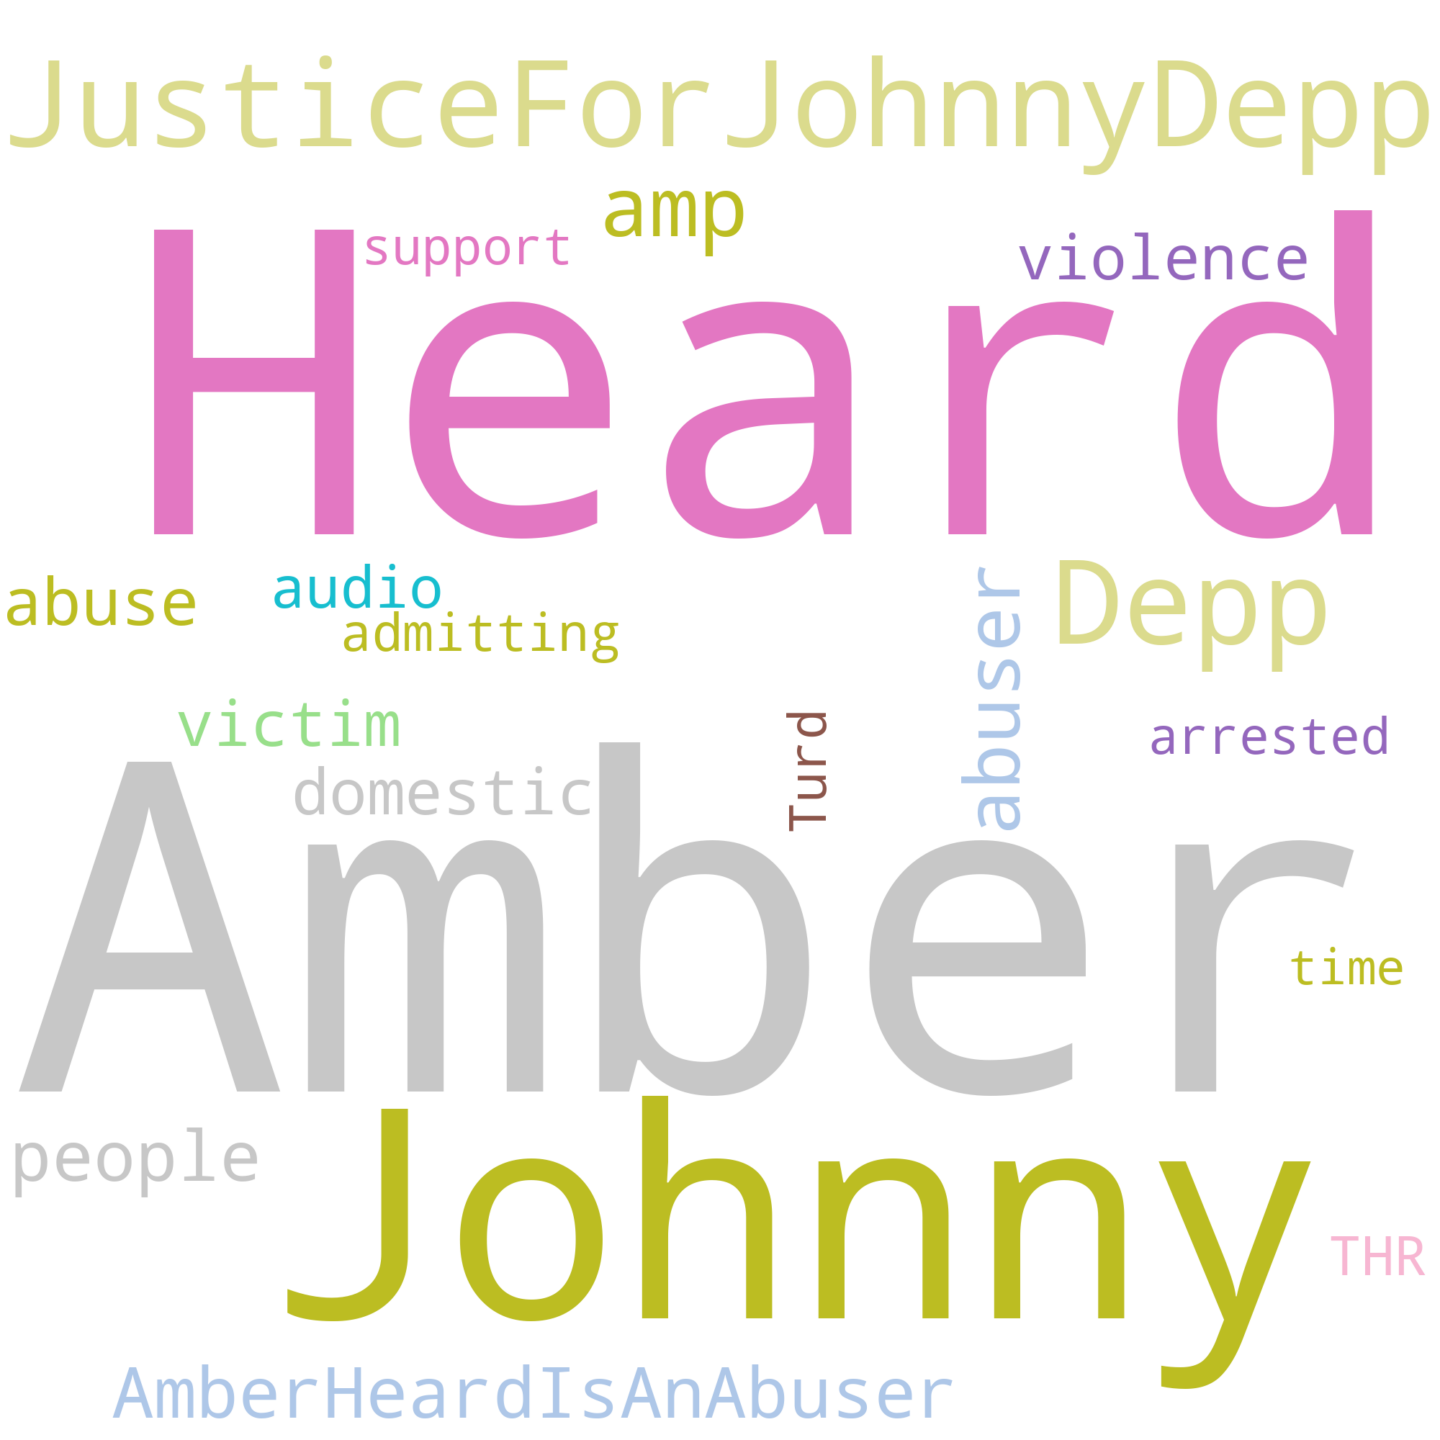 JusticeForJohnnyDepp
amp
support
violence
Heard
abuse
audio
admitting
abuser
Depp
victim
domestic
Turd
arrested
Amber
time
people
Johnny
THR
AmberHeardIsAnAbuser